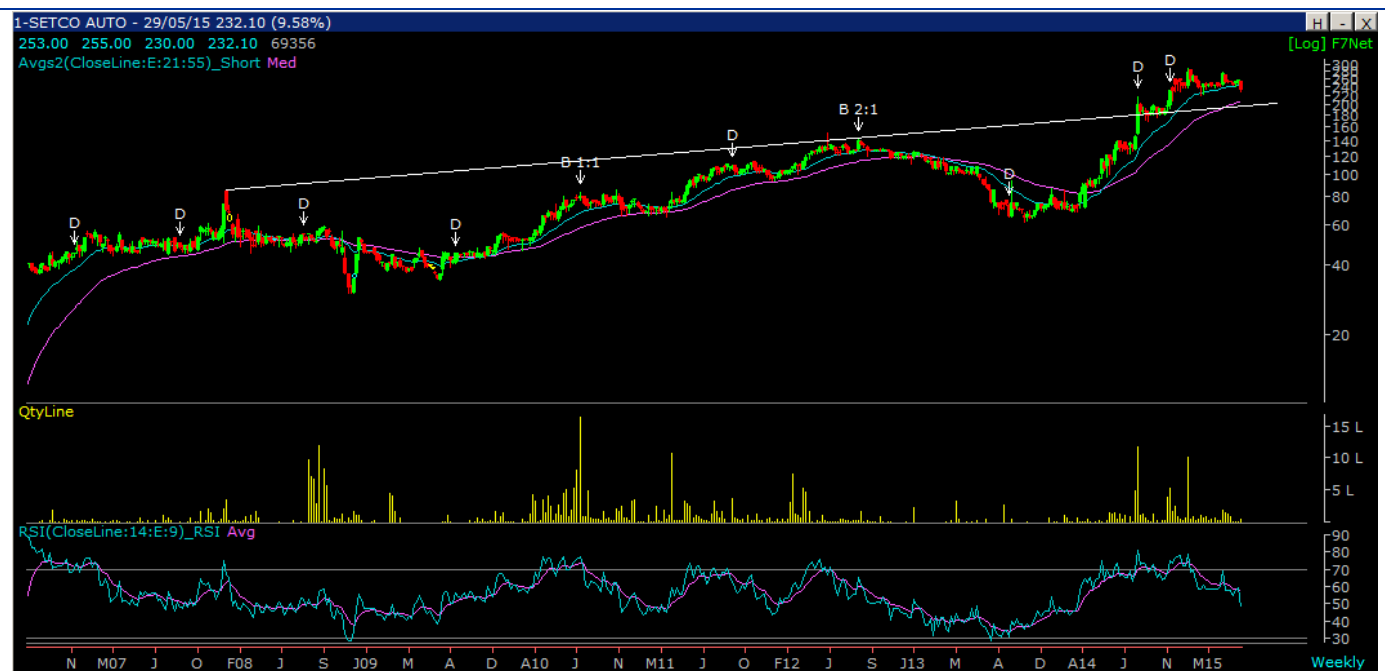 1-SETCO AUTO - 29/05/15 232.10 (9.58%) H - X
253.00 255.00 230.00 232.10 69356 [Log] F7Net
Avgs2(CloseLine:E:21:55)_Short Med
D D D D D B 1:1 B 2:1 D D D
300
280
260
240
220
200
180
160
140
120
100
80
60
40
20
QtyLine
15 L
10 L
5 L
RSI(CloseLine:14:E:9)_RSI Avg
90
80
70
60
50
40
30
N M07 J O F08 J S J09 M A D A10 J N M11 J O F12 J S J13 M A D A14 J N M15 Weekly